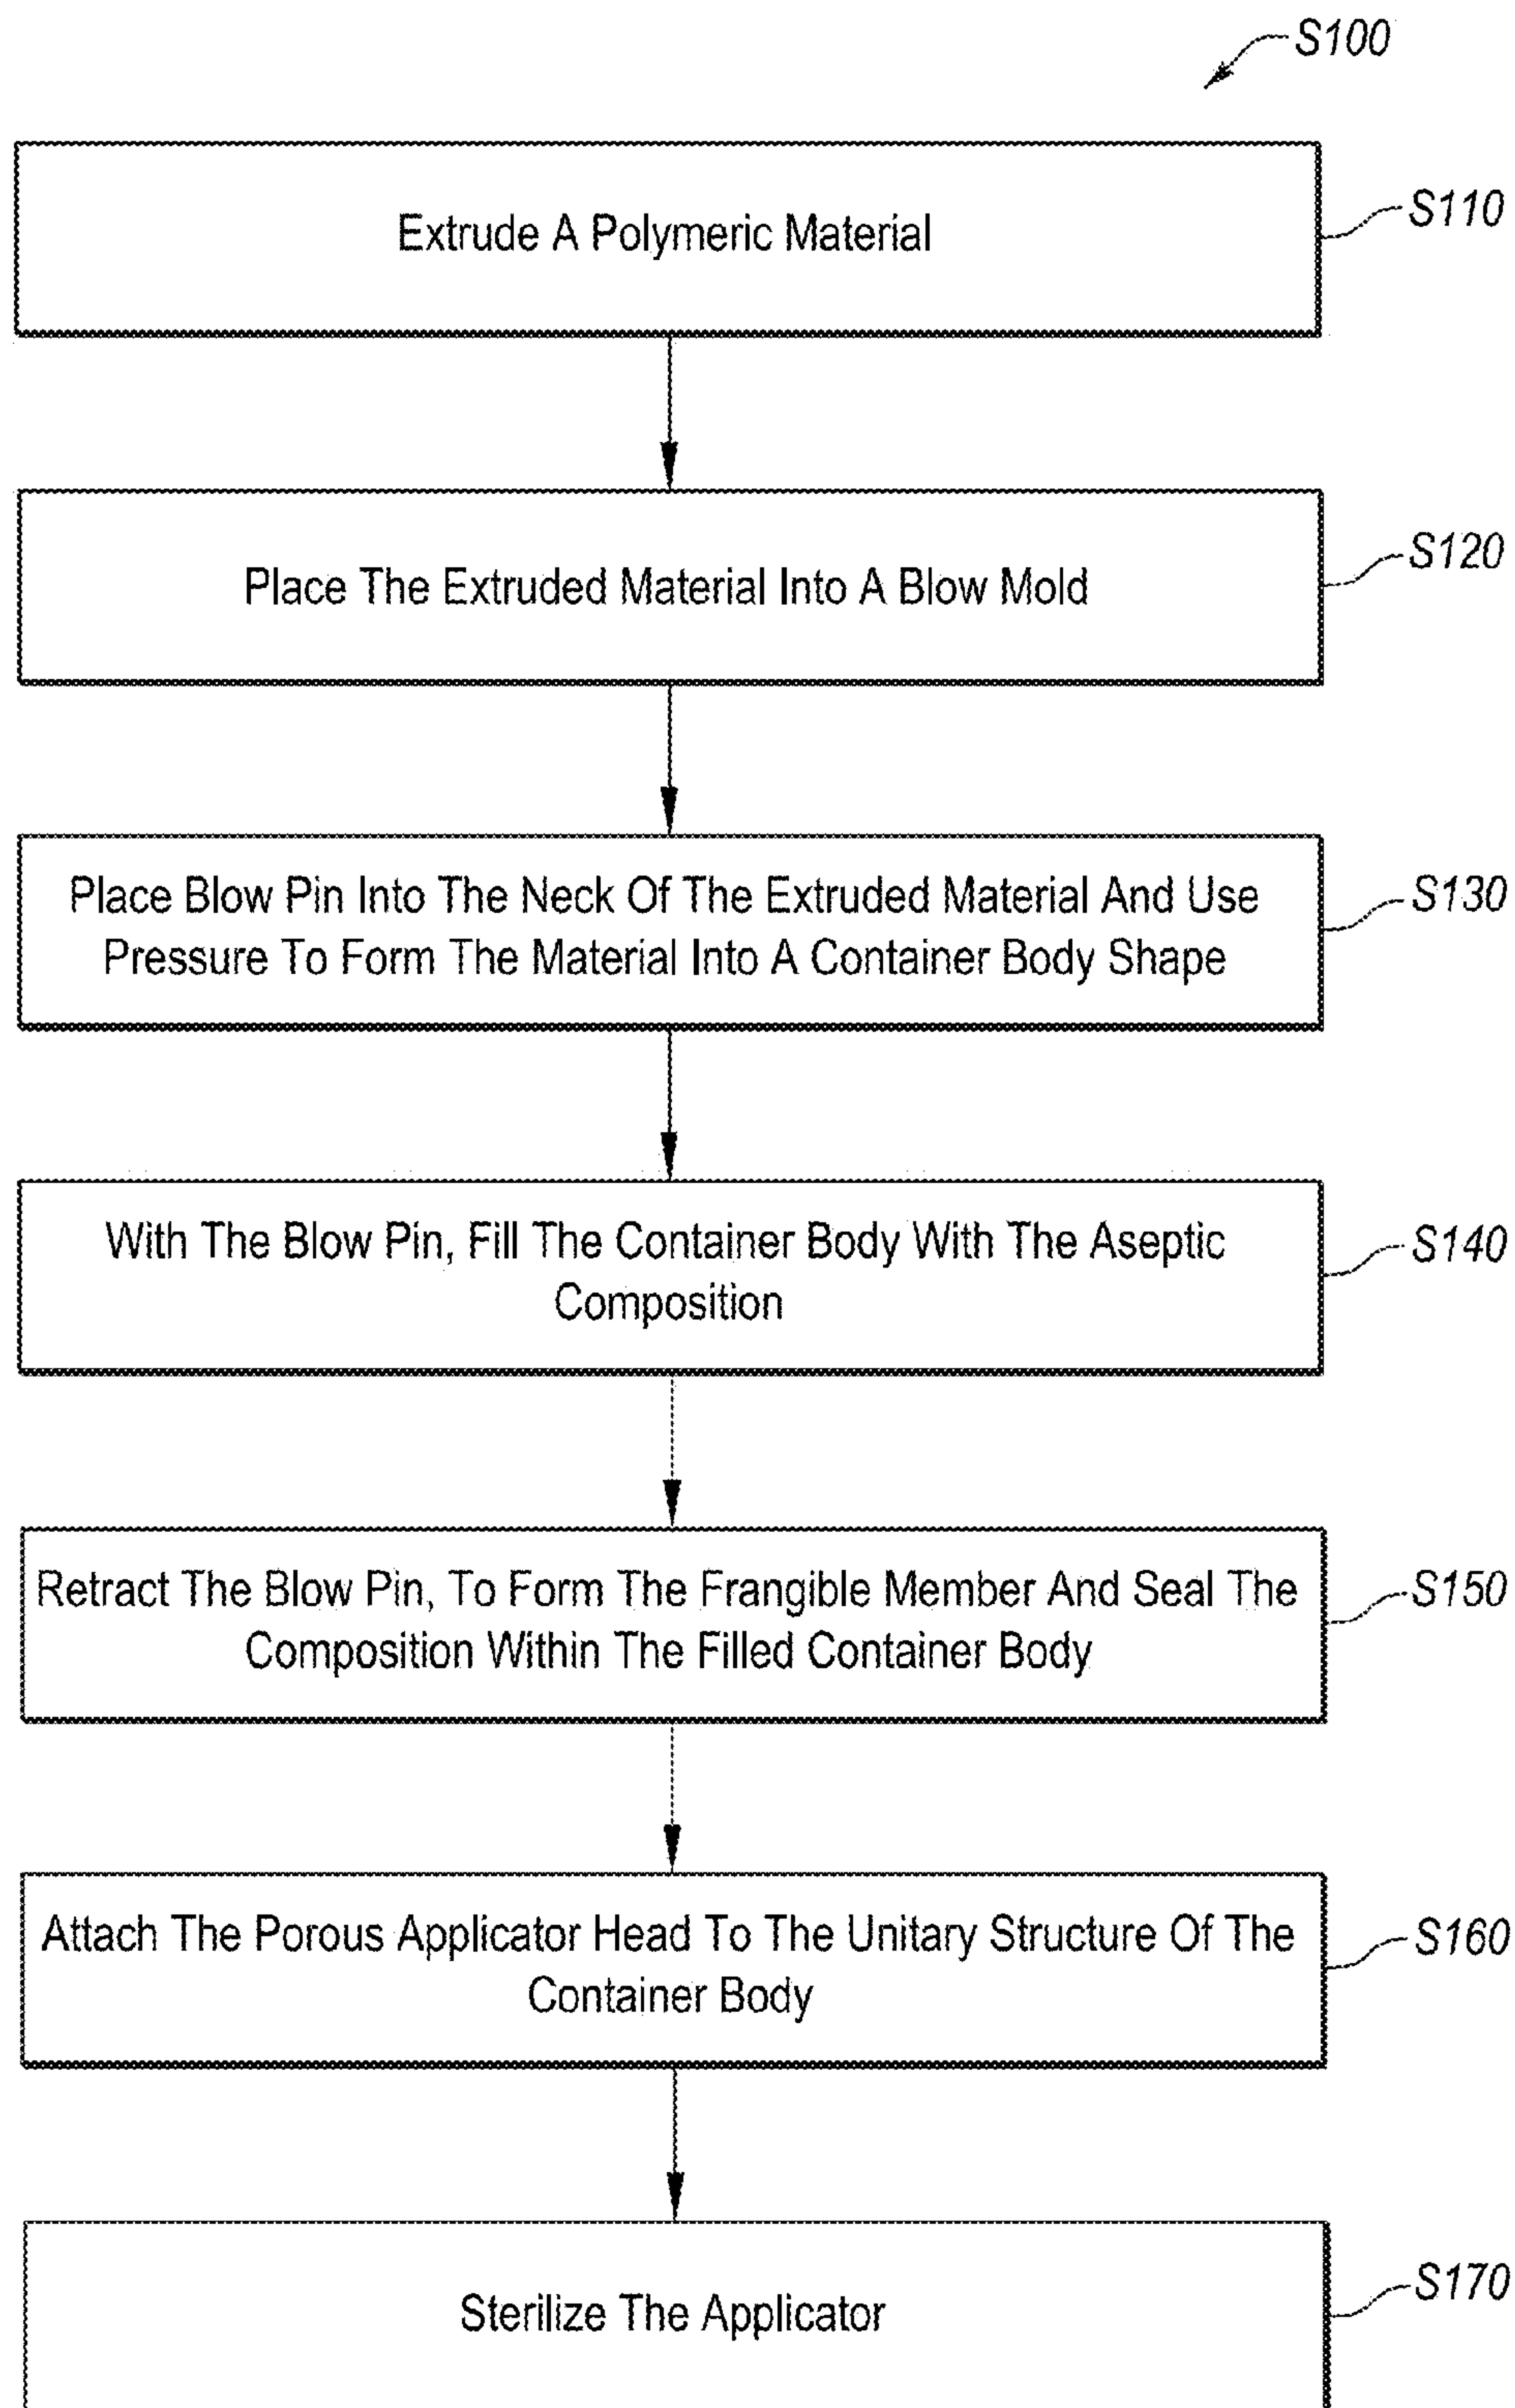 S100
Extrude A Polymeric Material
S110
Place The Extruded Material Into A Blow Mold
S120
Place Blow Pin Into The Neck Of The Extruded Material And Use
Pressure To Form The Material Into A Container Body Shape
S130
With The Blow Pin, Fill The Container Body With The Aseptic
Composition
S140
Retract The Blow Pin, To Form The Frangible Member And Seal The
Composition Within The Filled Container Body
S150
Attach The Porous Applicator Head To The Unitary Structure Of The
Container Body
S160
Sterilize The Applicator
S170